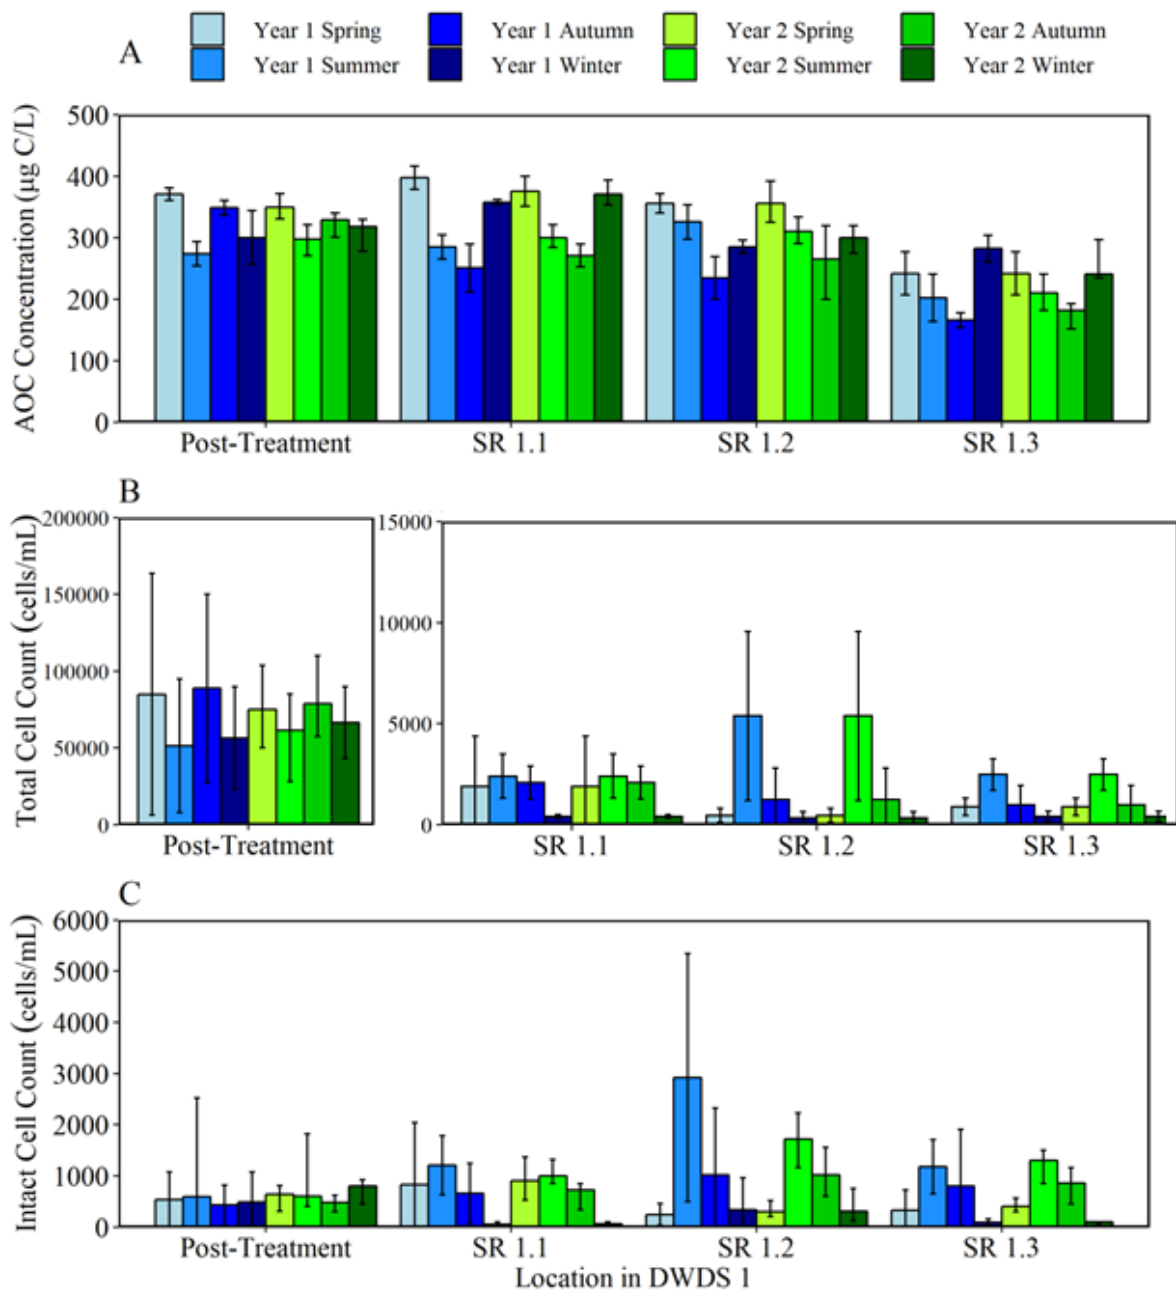 A
Year 1 Spring
Year 1 Autumn
Year 2 Spring
Year 2 Autumn
Year 1 Summer
Year 1 Winter
Year 2 Summer
Year 2 Winter
AOC Concentration (µg C/L)
500
400
300
200
100
0
Post-Treatment
SR 1.1
SR 1.2
SR 1.3
B
Total Cell Count (cells/mL)
200000
150000
100000
50000
0
Post-Treatment
15000
10000
5000
0
SR 1.1
SR 1.2
SR 1.3
C
Intact Cell Count (cells/mL)
6000
5000
4000
3000
2000
1000
0
Post-Treatment
SR 1.1
SR 1.2
SR 1.3
Location in DWDS 1